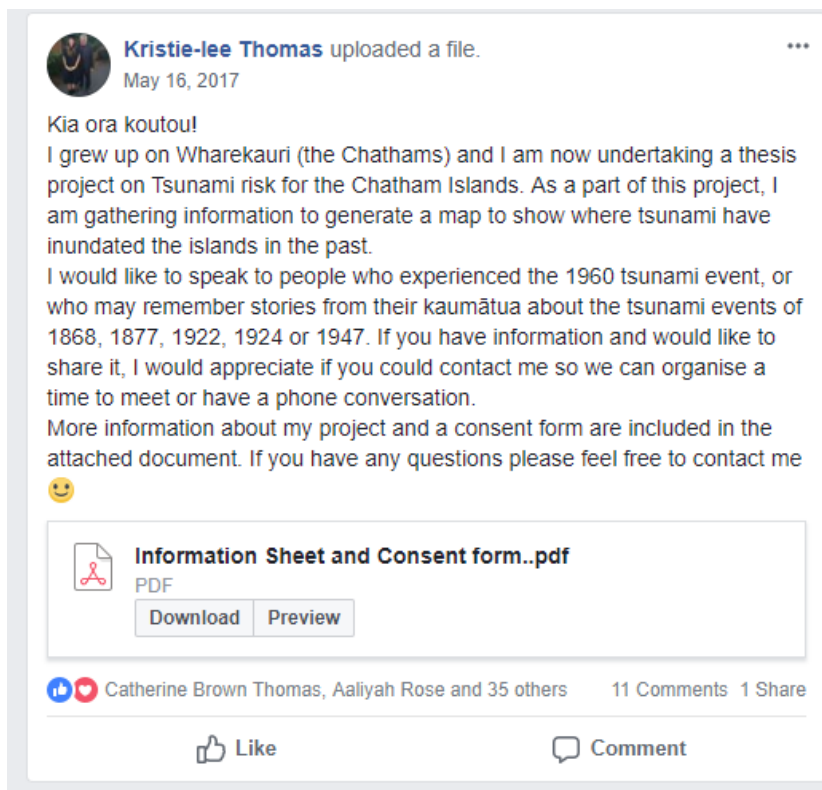 Kristie-lee Thomas uploaded a file.
May 16, 2017
Kia ora koutou!
I grew up on Wharekauri (the Chathams) and I am now undertaking a thesis
project on Tsunami risk for the Chatham Islands. As a part of this project, I
am gathering information to generate a map to show where tsunami have
inundated the islands in the past.
I would like to speak to people who experienced the 1960 tsunami event, or
who may remember stories from their kaumātua about the tsunami events of
1868, 1877, 1922, 1924 or 1947. If you have information and would like to
share it, I would appreciate if you could contact me so we can organise a
time to meet or have a phone conversation.
More information about my project and a consent form are included in the
attached document. If you have any questions please feel free to contact me
🙂
Information Sheet and Consent form..pdf
PDF
Download Preview
Catherine Brown Thomas, Aaliyah Rose and 35 others 11 Comments 1 Share
Like Comment